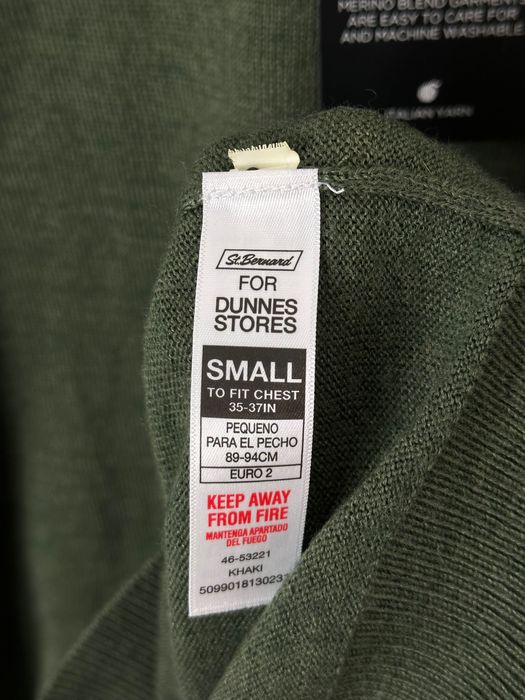 MERINO BLEND GARMEN
ARE EASY TO CARE FOR
AND MACHINE WASHABLE
ITALIAN YARN
St.Bernard
FOR
DUNNES
STORES
SMALL
TO FIT CHEST
35-37IN
PEQUENO
PARA EL PECHO
89-94CM
EURO 2
KEEP AWAY
FROM FIRE
MANTENGA APARTADO
DEL FUEGO
46-53221
KHAKI
509901813023